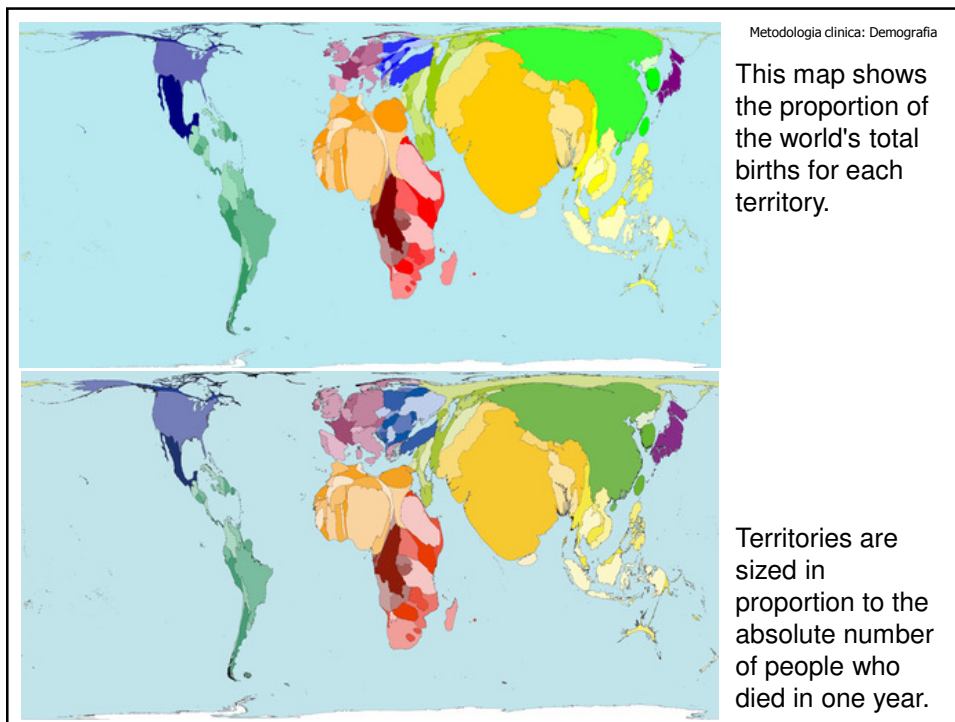 Metodologia clinica: Demografia
This map shows
the proportion of
the world's total
births for each
territory.
Territories are
sized in
proportion to the
absolute number
of people who
died in one year.